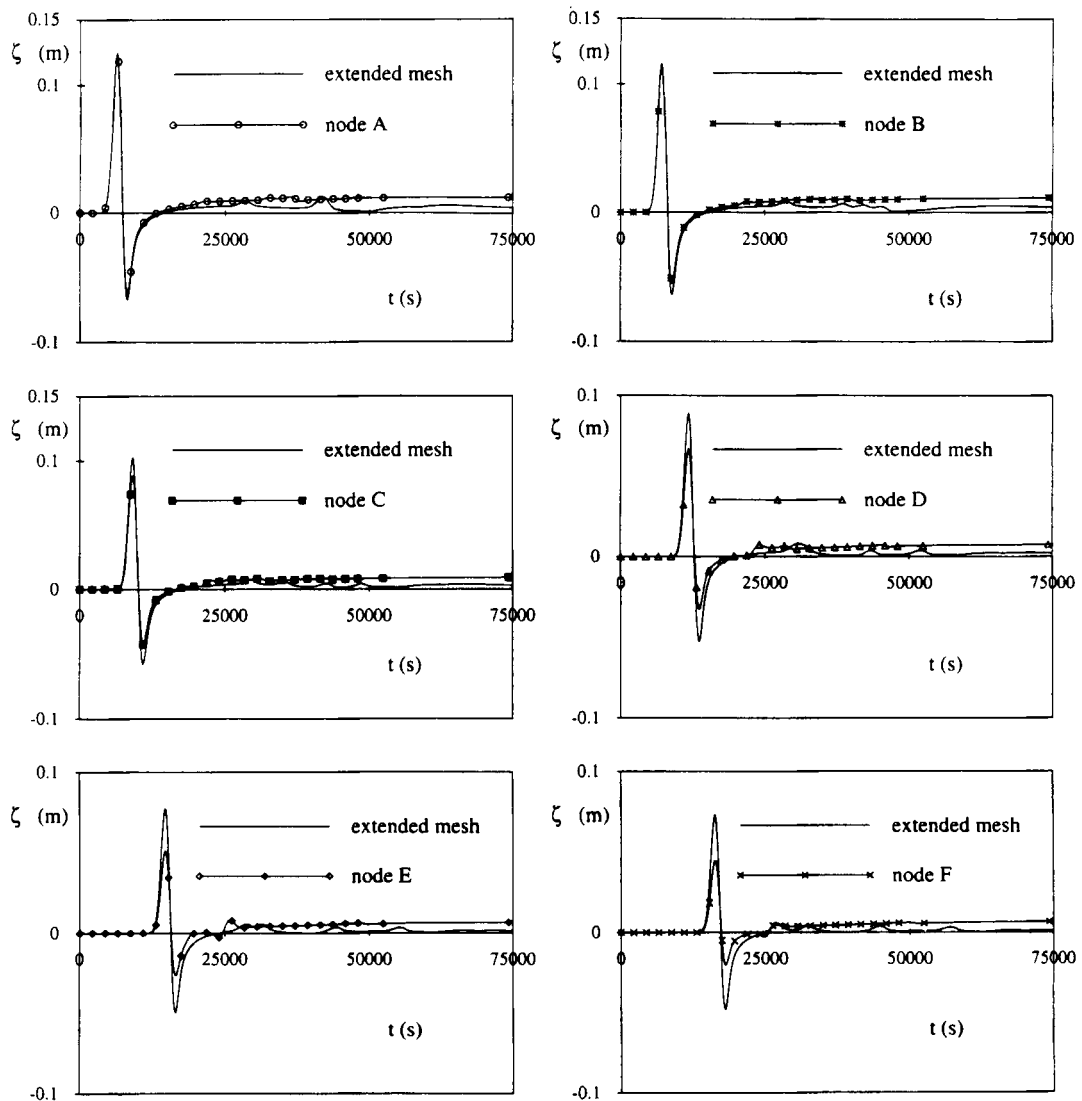 0.15
ζ (m)
extended mesh
0.1
node A
0
0
25000
50000
75000
t (s)
-0.1
0.15
ζ (m)
extended mesh
0.1
node B
0
0
25000
50000
75000
t (s)
-0.1
0.15
ζ (m)
extended mesh
0.1
node C
0
0
25000
50000
75000
t (s)
-0.1
0.1
ζ (m)
extended mesh
node D
0
0
25000
50000
75000
t (s)
-0.1
0.1
ζ (m)
extended mesh
node E
0
0
25000
50000
75000
t (s)
-0.1
0.1
ζ (m)
extended mesh
node F
0
0
25000
50000
75000
t (s)
-0.1